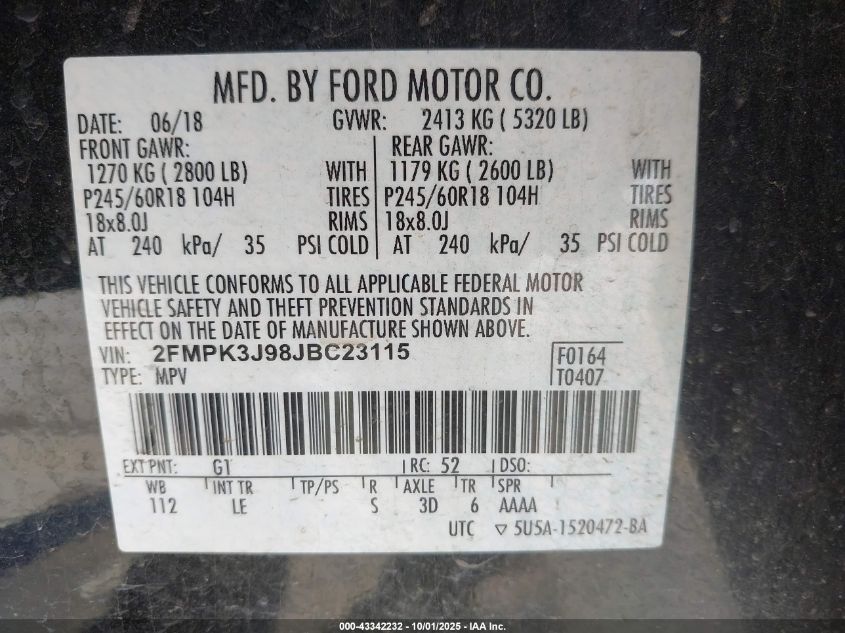 MFD. BY FORD MOTOR CO.
DATE: 06/18 GVWR: 2413 KG ( 5320 LB)
FRONT GAWR: REAR GAWR:
1270 KG ( 2800 LB) WITH 1179 KG ( 2600 LB) WITH
P245/60R18 104H TIRES P245/60R18 104H TIRES
18x8.0J RIMS 18x8.0J RIMS
AT 240 kPa/ 35 PSI COLD AT 240 kPa/ 35 PSI COLD
THIS VEHICLE CONFORMS TO ALL APPLICABLE FEDERAL MOTOR
VEHICLE SAFETY AND THEFT PREVENTION STANDARDS IN
EFFECT ON THE DATE OF MANUFACTURE SHOWN ABOVE.
VIN: 2FMPK3J98JBC23115 F0164
TYPE: MPV T0407
EXT PNT: G1 RC: 52 DSO:
WB INT TR TP/PS R AXLE TR SPR
112 LE S 3D 6 AAAA
UTC ▽ 5U5A-1520472-BA
000-43342232 - 10/01/2025 - IAA Inc.